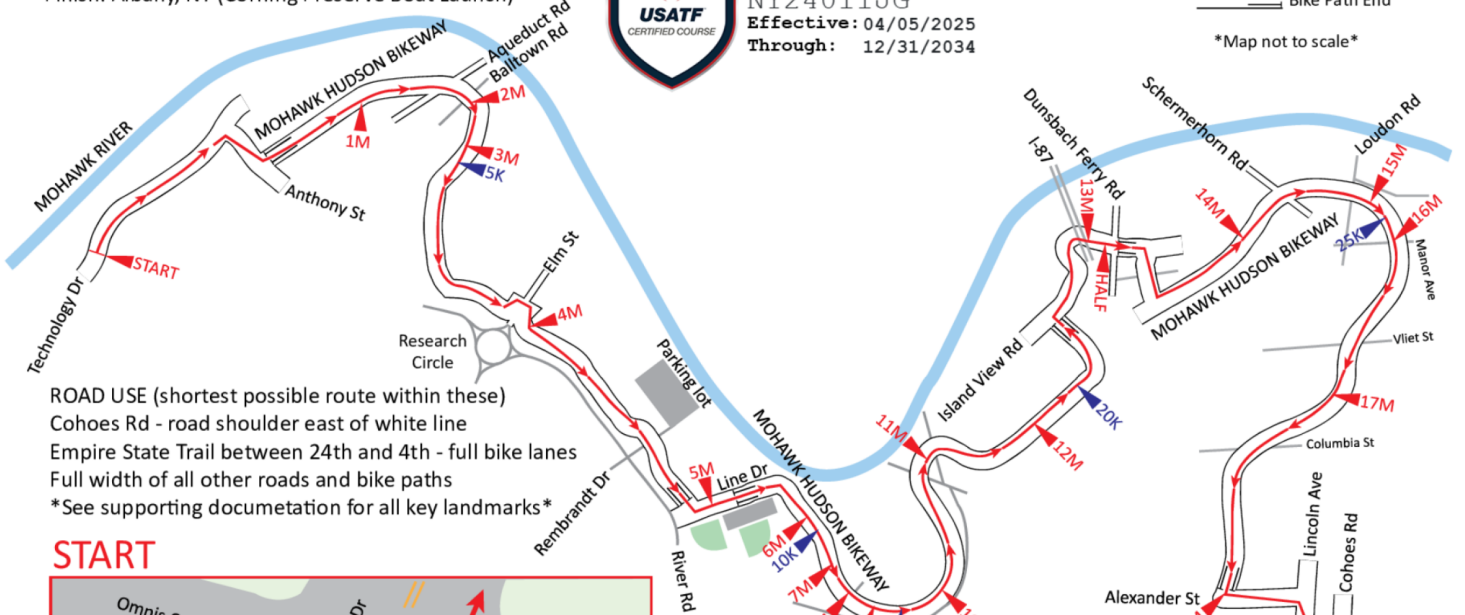 USATF
CERTIFIED COURSE
Effective: 04/05/2025
Through: 12/31/2034
Bike Path End
*Map not to scale*
MOHAWK RIVER
MOHAWK HUDSON BIKEWAY
Aqueduct Rd
Balltown Rd
2M
1M
3M
5K
Anthony St
START
Technology Dr
Elm St
4M
Research
Circle
Parking lot
ROAD USE (shortest possible route within these)
Cohoes Rd - road shoulder east of white line
Empire State Trail between 24th and 4th - full bike lanes
Full width of all other roads and bike paths
*See supporting documetation for all key landmarks*
Rembrandt Dr
5M
Line Dr
River Rd
MOHAWK HUDSON BIKEWAY
6M
10K
7M
11M
Island View Rd
12M
20K
I-87
Dunsbach Ferry Rd
13M
HALF
Schermerhorn Rd
14M
MOHAWK HUDSON BIKEWAY
Loudon Rd
15M
16M
25K
Manor Ave
Vliet St
17M
Columbia St
Lincoln Ave
Cohoes Rd
Alexander St
START